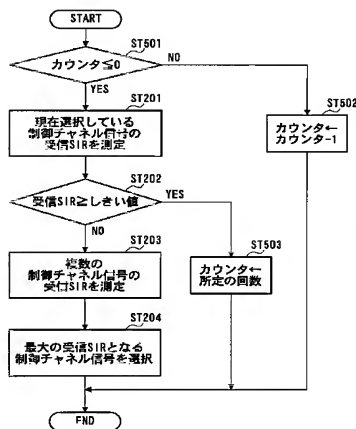 START
ST501
カウンタ≦0
NO
YES
ST201
現在選択している
制御チャネル信号の
受信SIRを測定
ST502
カウンタ←
カウンタ-1
ST202
受信SIR≧しきい値
YES
NO
ST203
複数の
制御チャネル信号の
受信SIRを測定
ST503
カウンタ←
所定の回数
ST204
最大の受信SIRとなる
制御チャネル信号を選択
END